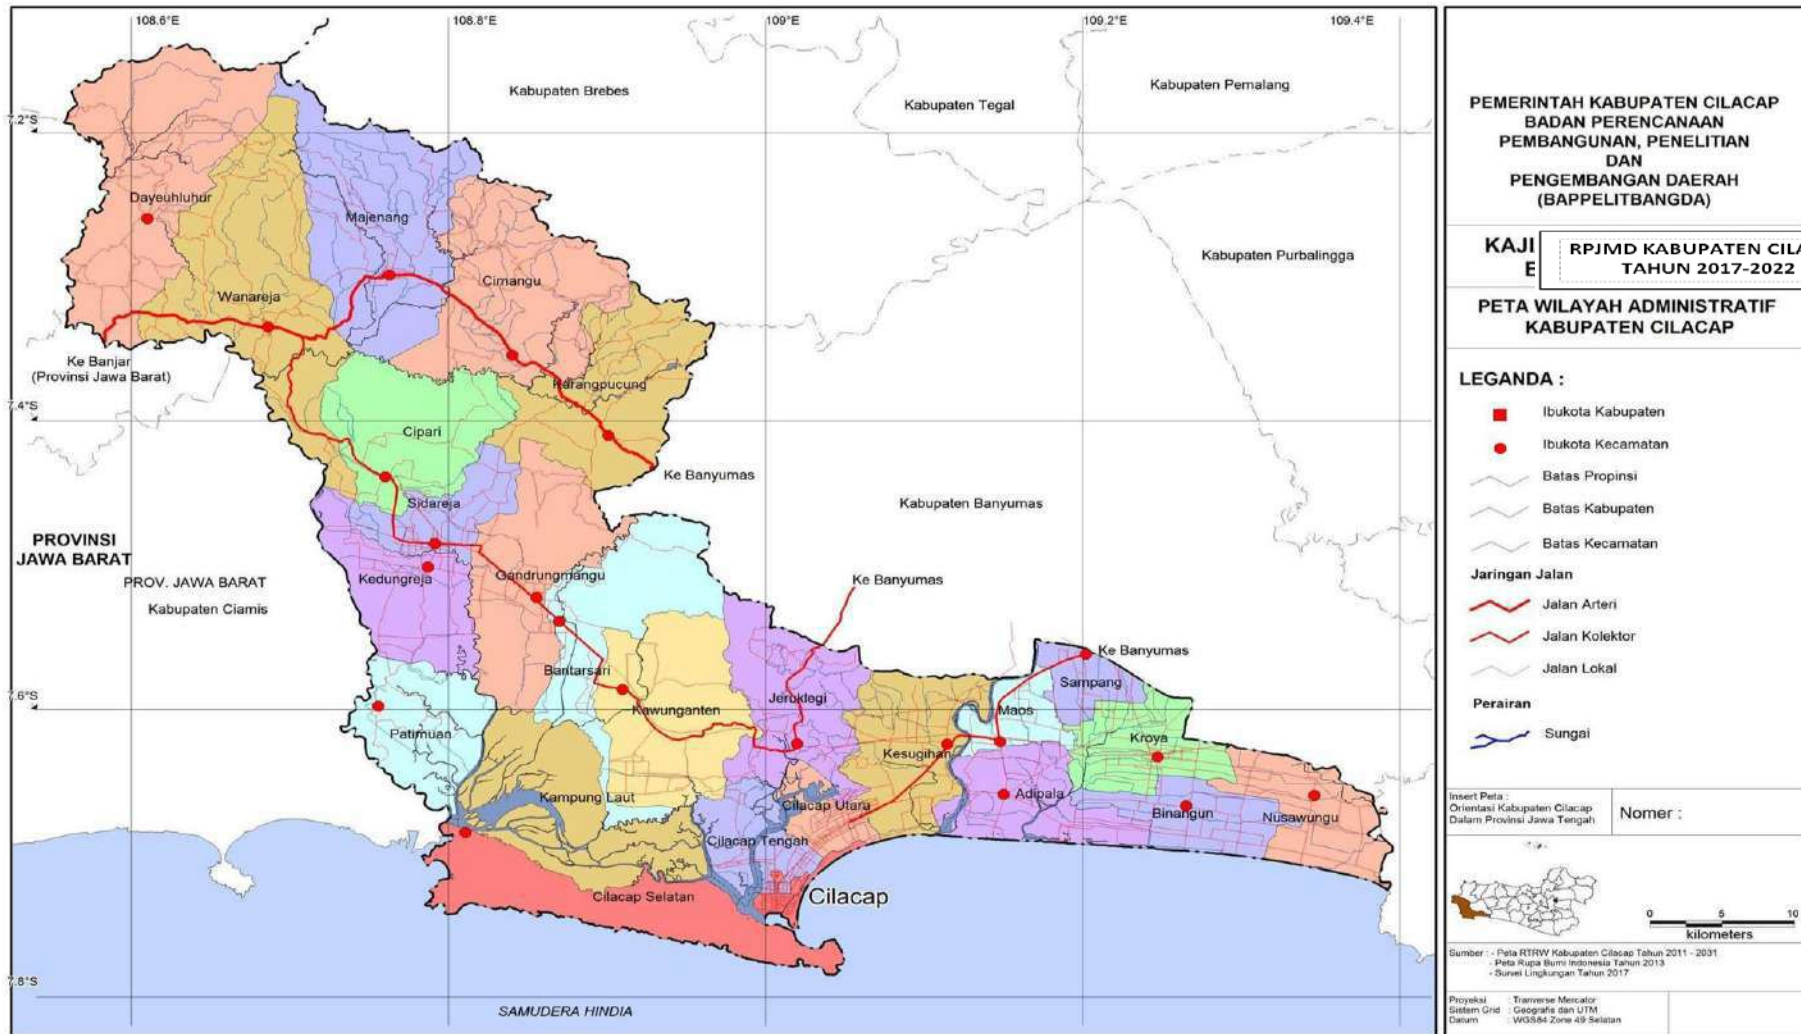 108.6°E
108.8°E
109°E
109.2°E
109.4°E
7.2°S
7.4°S
7.6°S
7.8°S
Kabupaten Brebes
Kabupaten Tegal
Kabupaten Pemalang
Kabupaten Purbalingga
Kabupaten Banyumas
Dayeuhluhur
Majenang
Wanareja
Cimangu
Karangpucung
Cipari
Sidareja
Kedungreja
Gandrungmangu
Bantarsari
Kawunganten
Patimuan
Kampung Laut
Jeruklegi
Kesugihan
Maos
Sampang
Kroya
Adipala
Binangun
Nusawungu
Cilacap Utara
Cilacap Tengah
Cilacap Selatan
Cilacap
Ke Banjar
(Provinsi Jawa Barat)
Ke Banyumas
Ke Banyumas
Ke Banyumas
PROVINSI
JAWA BARAT
PROV. JAWA BARAT
Kabupaten Ciamis
SAMUDERA HINDIA
PEMERINTAH KABUPATEN CILACAP
BADAN PERENCANAAN
PEMBANGUNAN, PENELITIAN
DAN
PENGEMBANGAN DAERAH
(BAPPELITBANGDA)
KAJI
RPJMD KABUPATEN CILA
TAHUN 2017-2022
PETA WILAYAH ADMINISTRATIF
KABUPATEN CILACAP
LEGANDA :
Ibukota Kabupaten
Ibukota Kecamatan
Batas Propinsi
Batas Kabupaten
Batas Kecamatan
Jaringan Jalan
Jalan Arteri
Jalan Kolektor
Jalan Lokal
Perairan
Sungai
Insert Peta :
Orientasi Kabupaten Cilacap
Dalam Provinsi Jawa Tengah
Nomer :
0 5 10
kilometers
Sumber : - Peta RTRW Kabupaten Cilacap Tahun 2011 - 2031
- Peta Rupa Bumi Indonesia Tahun 2013
- Survei Lingkungan Tahun 2017
Proyeksi : Tranverse Mercator
Sistem Grid : Geografis dan UTM
Datum : WGS84 Zone 49 Selatan